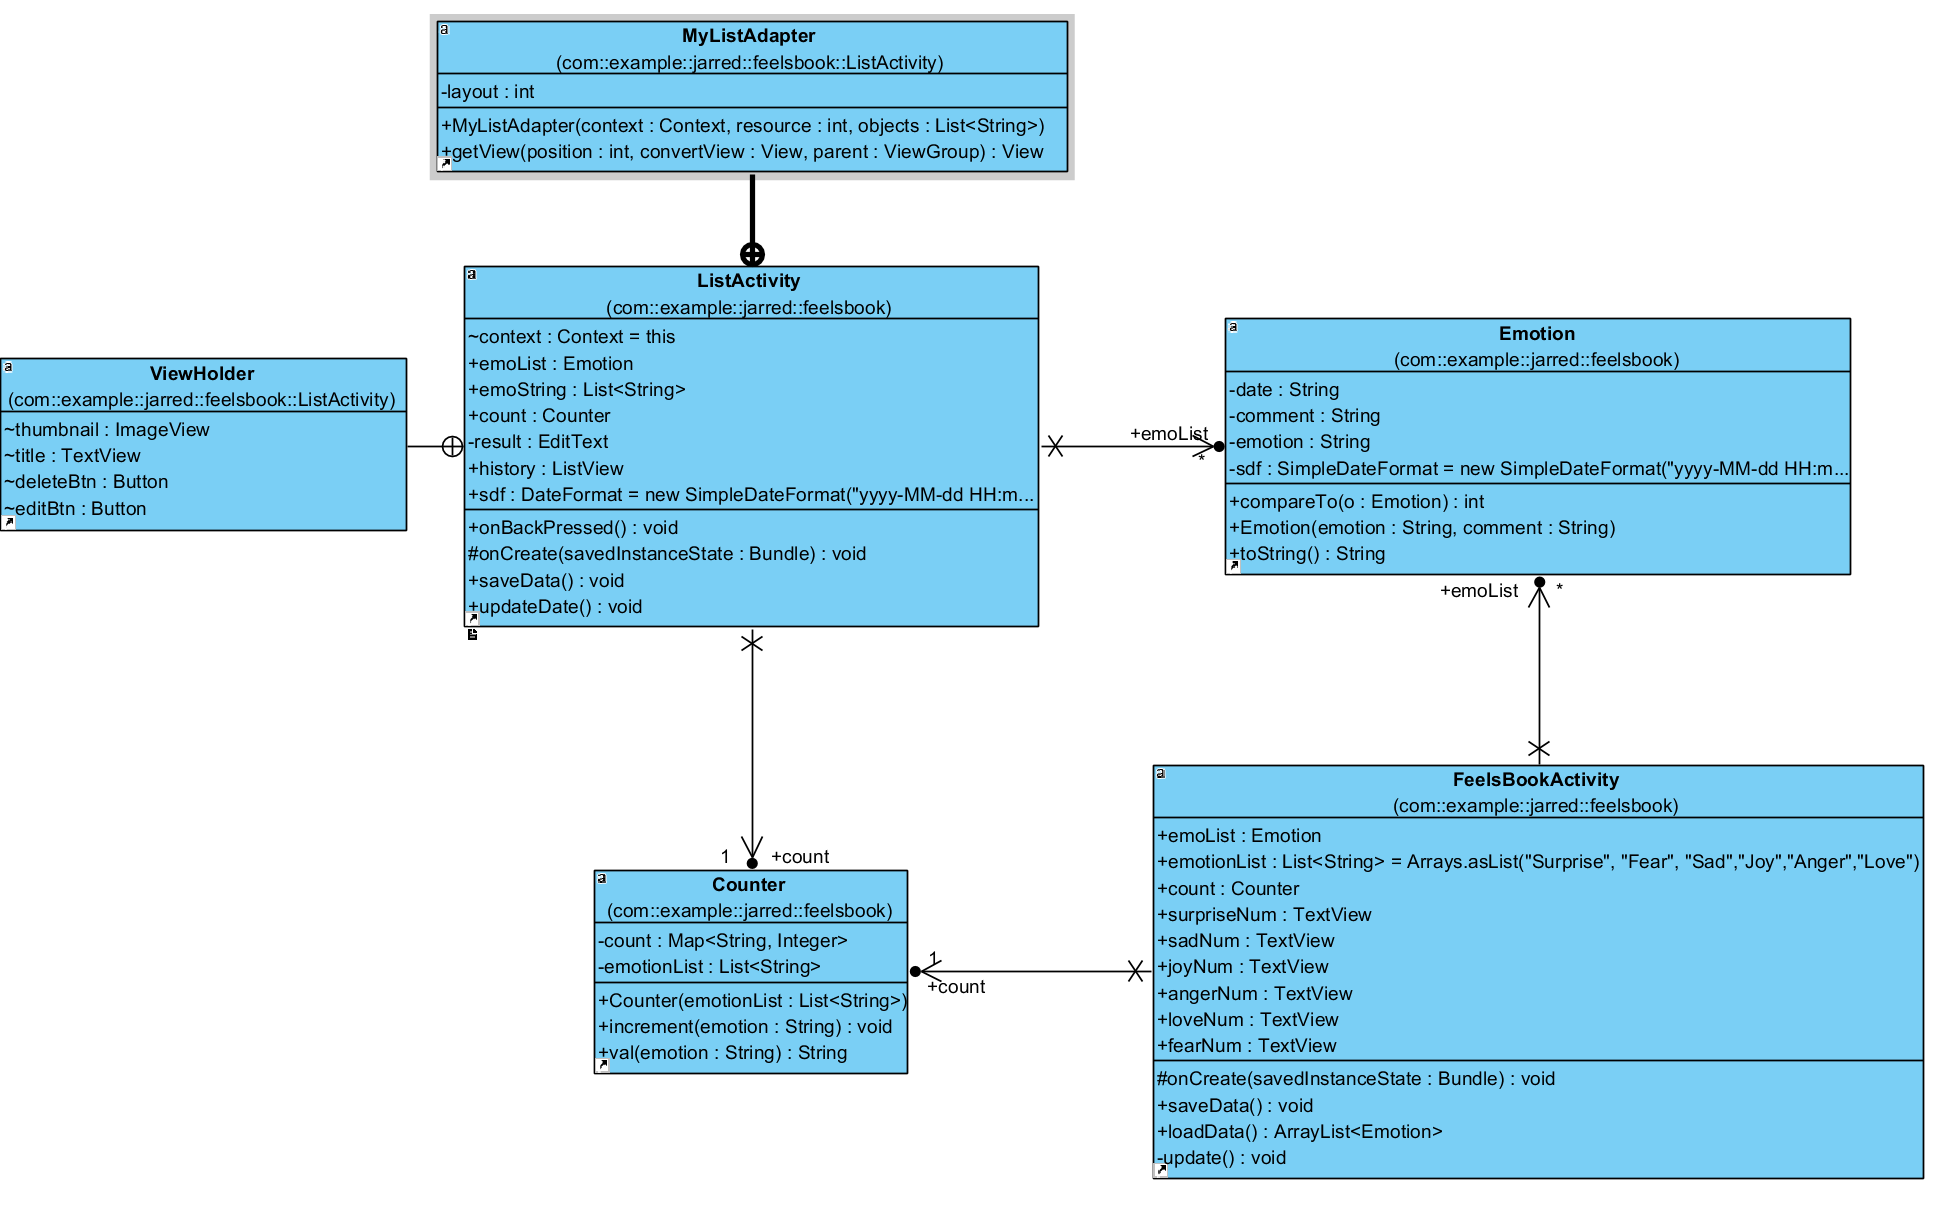 a
MyListAdapter
(com::example::jarred::feelsbook::ListActivity)
-layout : int
+MyListAdapter(context : Context, resource : int, objects : List<String>)
+getView(position : int, convertView : View, parent : ViewGroup) : View
a
ListActivity
(com::example::jarred::feelsbook)
~context : Context = this
+emoList : Emotion
+emoString : List<String>
+count : Counter
-result : EditText
+history : ListView
+sdf : DateFormat = new SimpleDateFormat("yyyy-MM-dd HH:m...
+onBackPressed() : void
#onCreate(savedInstanceState : Bundle) : void
+saveData() : void
+updateDate() : void
a
ViewHolder
(com::example::jarred::feelsbook::ListActivity)
~thumbnail : ImageView
~title : TextView
~deleteBtn : Button
~editBtn : Button
+emoList
*
a
Emotion
(com::example::jarred::feelsbook)
-date : String
-comment : String
-emotion : String
-sdf : SimpleDateFormat = new SimpleDateFormat("yyyy-MM-dd HH:m...
+compareTo(o : Emotion) : int
+Emotion(emotion : String, comment : String)
+toString() : String
+emoList
*
1
+count
a
Counter
(com::example::jarred::feelsbook)
-count : Map<String, Integer>
-emotionList : List<String>
+Counter(emotionList : List<String>)
+increment(emotion : String) : void
+val(emotion : String) : String
1
+count
a
FeelsBookActivity
(com::example::jarred::feelsbook)
+emoList : Emotion
+emotionList : List<String> = Arrays.asList("Surprise", "Fear", "Sad","Joy","Anger","Love")
+count : Counter
+surpriseNum : TextView
+sadNum : TextView
+joyNum : TextView
+angerNum : TextView
+loveNum : TextView
+fearNum : TextView
#onCreate(savedInstanceState : Bundle) : void
+saveData() : void
+loadData() : ArrayList<Emotion>
-update() : void